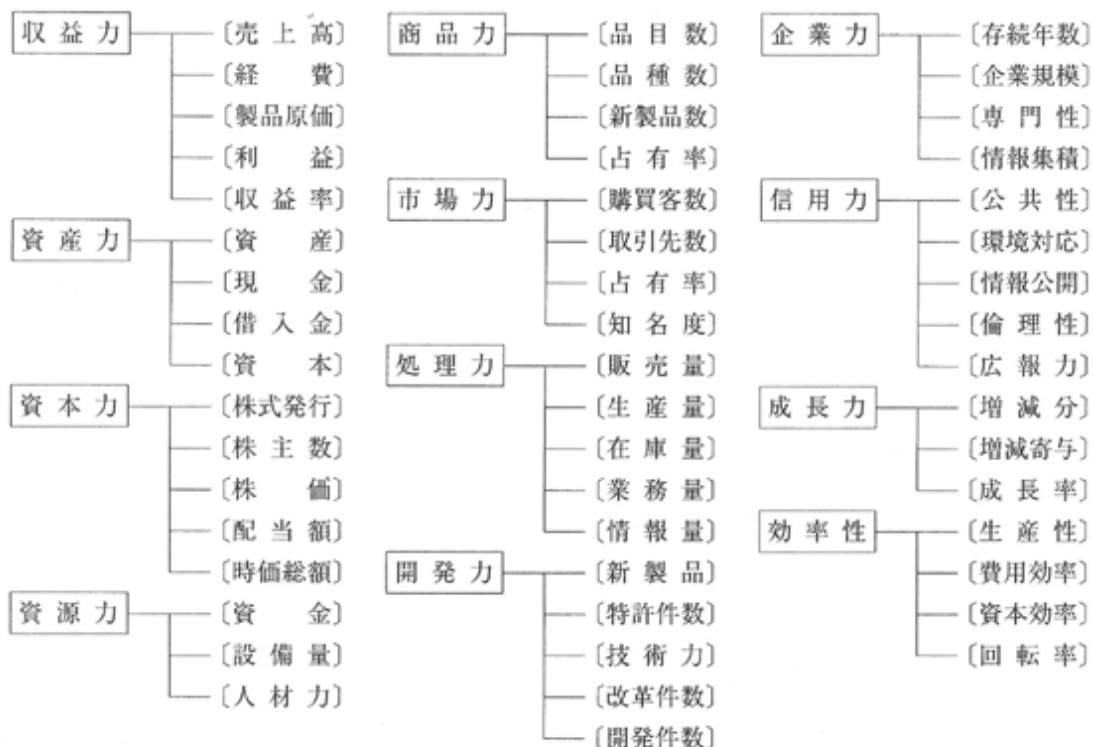 収益力
〔売上高〕
〔経費〕
〔製品原価〕
〔利益〕
〔収益率〕
資産力
〔資産〕
〔現金〕
〔借入金〕
〔資本〕
資本力
〔株式発行〕
〔株主数〕
〔株価〕
〔配当額〕
〔時価総額〕
資源力
〔資金〕
〔設備量〕
〔人材力〕
商品力
〔品目数〕
〔品種数〕
〔新製品数〕
〔占有率〕
市場力
〔購買客数〕
〔取引先数〕
〔占有率〕
〔知名度〕
処理力
〔販売量〕
〔生産量〕
〔在庫量〕
〔業務量〕
〔情報量〕
開発力
〔新製品〕
〔特許件数〕
〔技術力〕
〔改革件数〕
〔開発件数〕
企業力
〔存続年数〕
〔企業規模〕
〔専門性〕
〔情報集積〕
信用力
〔公共性〕
〔環境対応〕
〔情報公開〕
〔倫理性〕
〔広報力〕
成長力
〔増減分〕
〔増減寄与〕
〔成長率〕
効率性
〔生産性〕
〔費用効率〕
〔資本効率〕
〔回転率〕